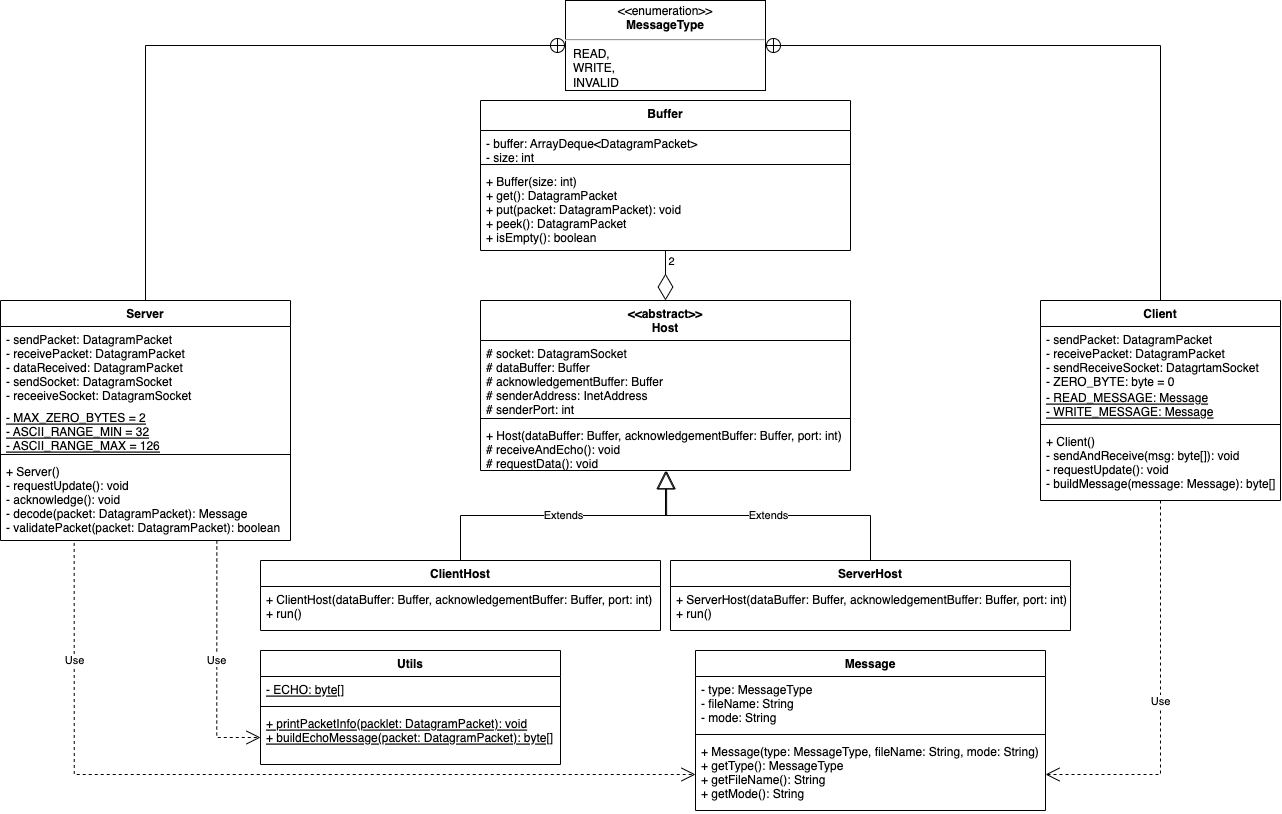 <<enumeration>>
MessageType
READ,
WRITE,
INVALID
Buffer
- buffer: ArrayDeque<DatagramPacket>
- size: int
+ Buffer(size: int)
+ get(): DatagramPacket
+ put(packet: DatagramPacket): void
+ peek(): DatagramPacket
+ isEmpty(): boolean
2
Server
- sendPacket: DatagramPacket
- receivePacket: DatagramPacket
- dataReceived: DatagramPacket
- sendSocket: DatagramSocket
- receeiveSocket: DatagramSocket
- MAX_ZERO_BYTES = 2
- ASCII_RANGE_MIN = 32
- ASCII_RANGE_MAX = 126
+ Server()
- requestUpdate(): void
- acknowledge(): void
- decode(packet: DatagramPacket): Message
- validatePacket(packet: DatagramPacket): boolean
<<abstract>>
Host
# socket: DatagramSocket
# dataBuffer: Buffer
# acknowledgementBuffer: Buffer
# senderAddress: InetAddress
# senderPort: int
+ Host(dataBuffer: Buffer, acknowledgementBuffer: Buffer, port: int)
# receiveAndEcho(): void
# requestData(): void
Client
- sendPacket: DatagramPacket
- receivePacket: DatagramPacket
- sendReceiveSocket: DatagrtamSocket
- ZERO_BYTE: byte = 0
- READ_MESSAGE: Message
- WRITE_MESSAGE: Message
+ Client()
- sendAndReceive(msg: byte[]): void
- requestUpdate(): void
- buildMessage(message: Message): byte[]
Extends
Extends
ClientHost
+ ClientHost(dataBuffer: Buffer, acknowledgementBuffer: Buffer, port: int)
+ run()
ServerHost
+ ServerHost(dataBuffer: Buffer, acknowledgementBuffer: Buffer, port: int)
+ run()
Use
Use
Utils
- ECHO: byte[]
+ printPacketInfo(packlet: DatagramPacket): void
+ buildEchoMessage(packet: DatagramPacket): byte[]
Message
- type: MessageType
- fileName: String
- mode: String
+ Message(type: MessageType, fileName: String, mode: String)
+ getType(): MessageType
+ getFileName(): String
+ getMode(): String
Use